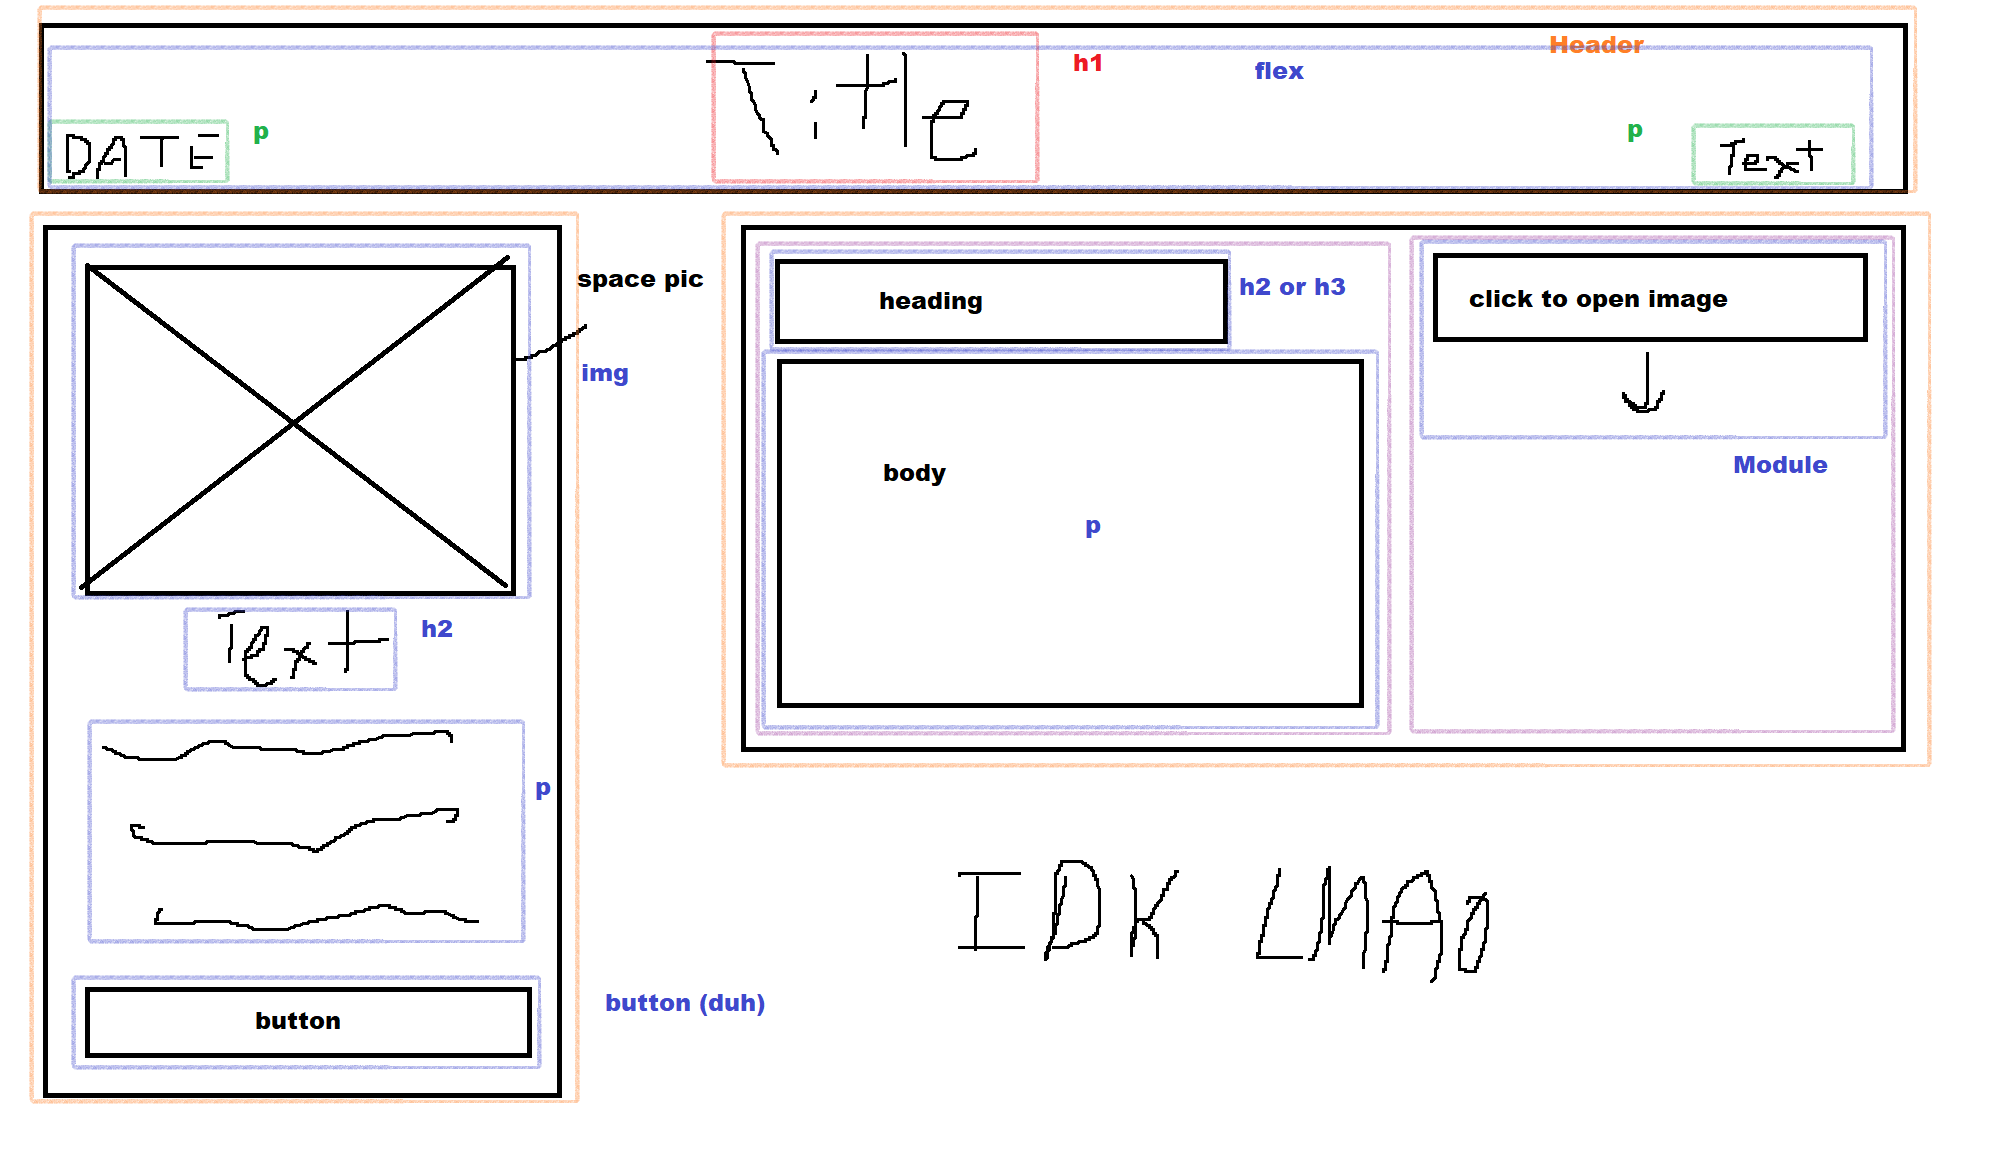 Header
h1
flex
Title
DATE
p
p
Text
space pic
img
Text
h2
p
button
button (duh)
heading
h2 or h3
body
p
click to open image
Module
IDK LMAO